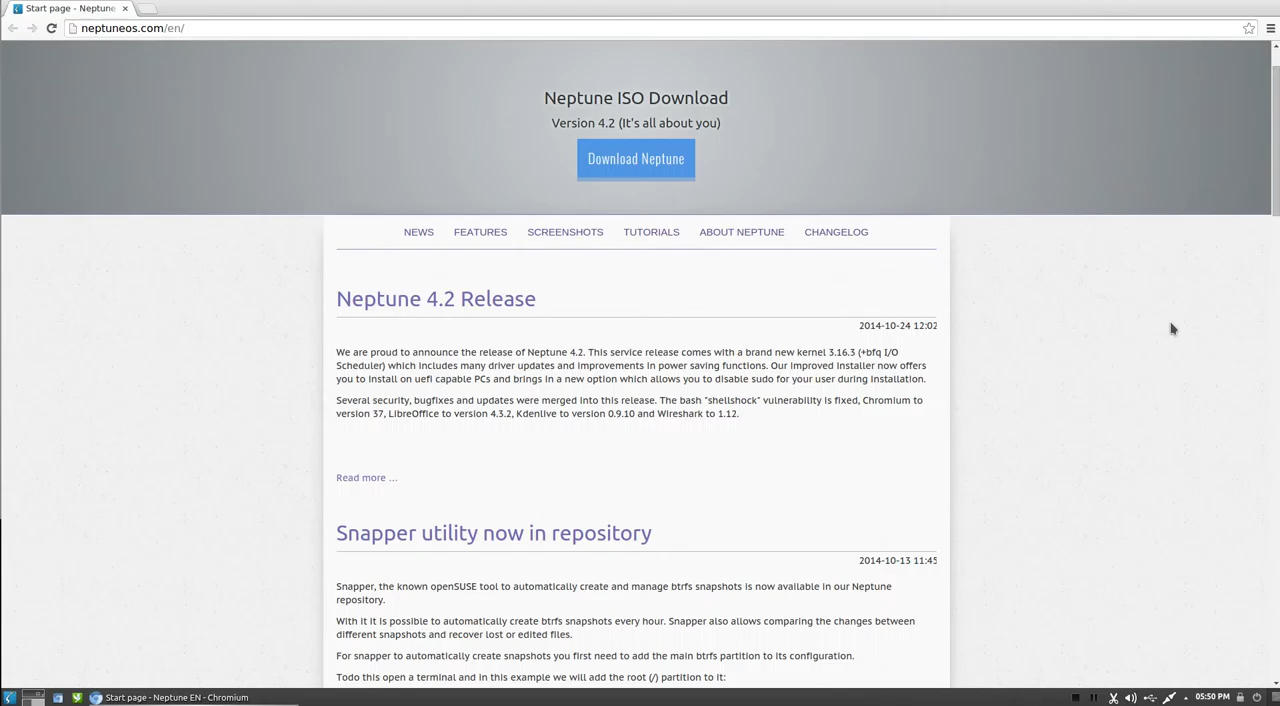 Start page - Neptune
neptuneos.com/en/
Neptune ISO Download
Version 4.2 (It's all about you)
Download Neptune
NEWS FEATURES SCREENSHOTS TUTORIALS ABOUT NEPTUNE CHANGELOG
Neptune 4.2 Release
2014-10-24 12:02
We are proud to announce the release of Neptune 4.2. This service release comes with a brand new kernel 3.16.3 (+bfq I/O
Scheduler) which includes many driver updates and improvements in power saving functions. Our improved Installer now offers
you to install on uefi capable PCs and brings in a new option which allows you to disable sudo for your user during installation.
Several security, bugfixes and updates were merged into this release. The bash "shellshock" vulnerability is fixed, Chromium to
version 37, LibreOffice to version 4.3.2, Kdenlive to version 0.9.10 and Wireshark to 1.12.
Read more …
Snapper utility now in repository
2014-10-13 11:45
Snapper, the known openSUSE tool to automatically create and manage btrfs snapshots is now available in our Neptune
repository.
With it it is possible to automatically create btrfs snapshots every hour. Snapper also allows comparing the changes between
different snapshots and recover lost or edited files.
For snapper to automatically create snapshots you first need to add the main btrfs partition to its configuration.
Todo this open a terminal and in this example we will add the root (/) partition to it:
Start page - Neptune EN - Chromium
05:50 PM